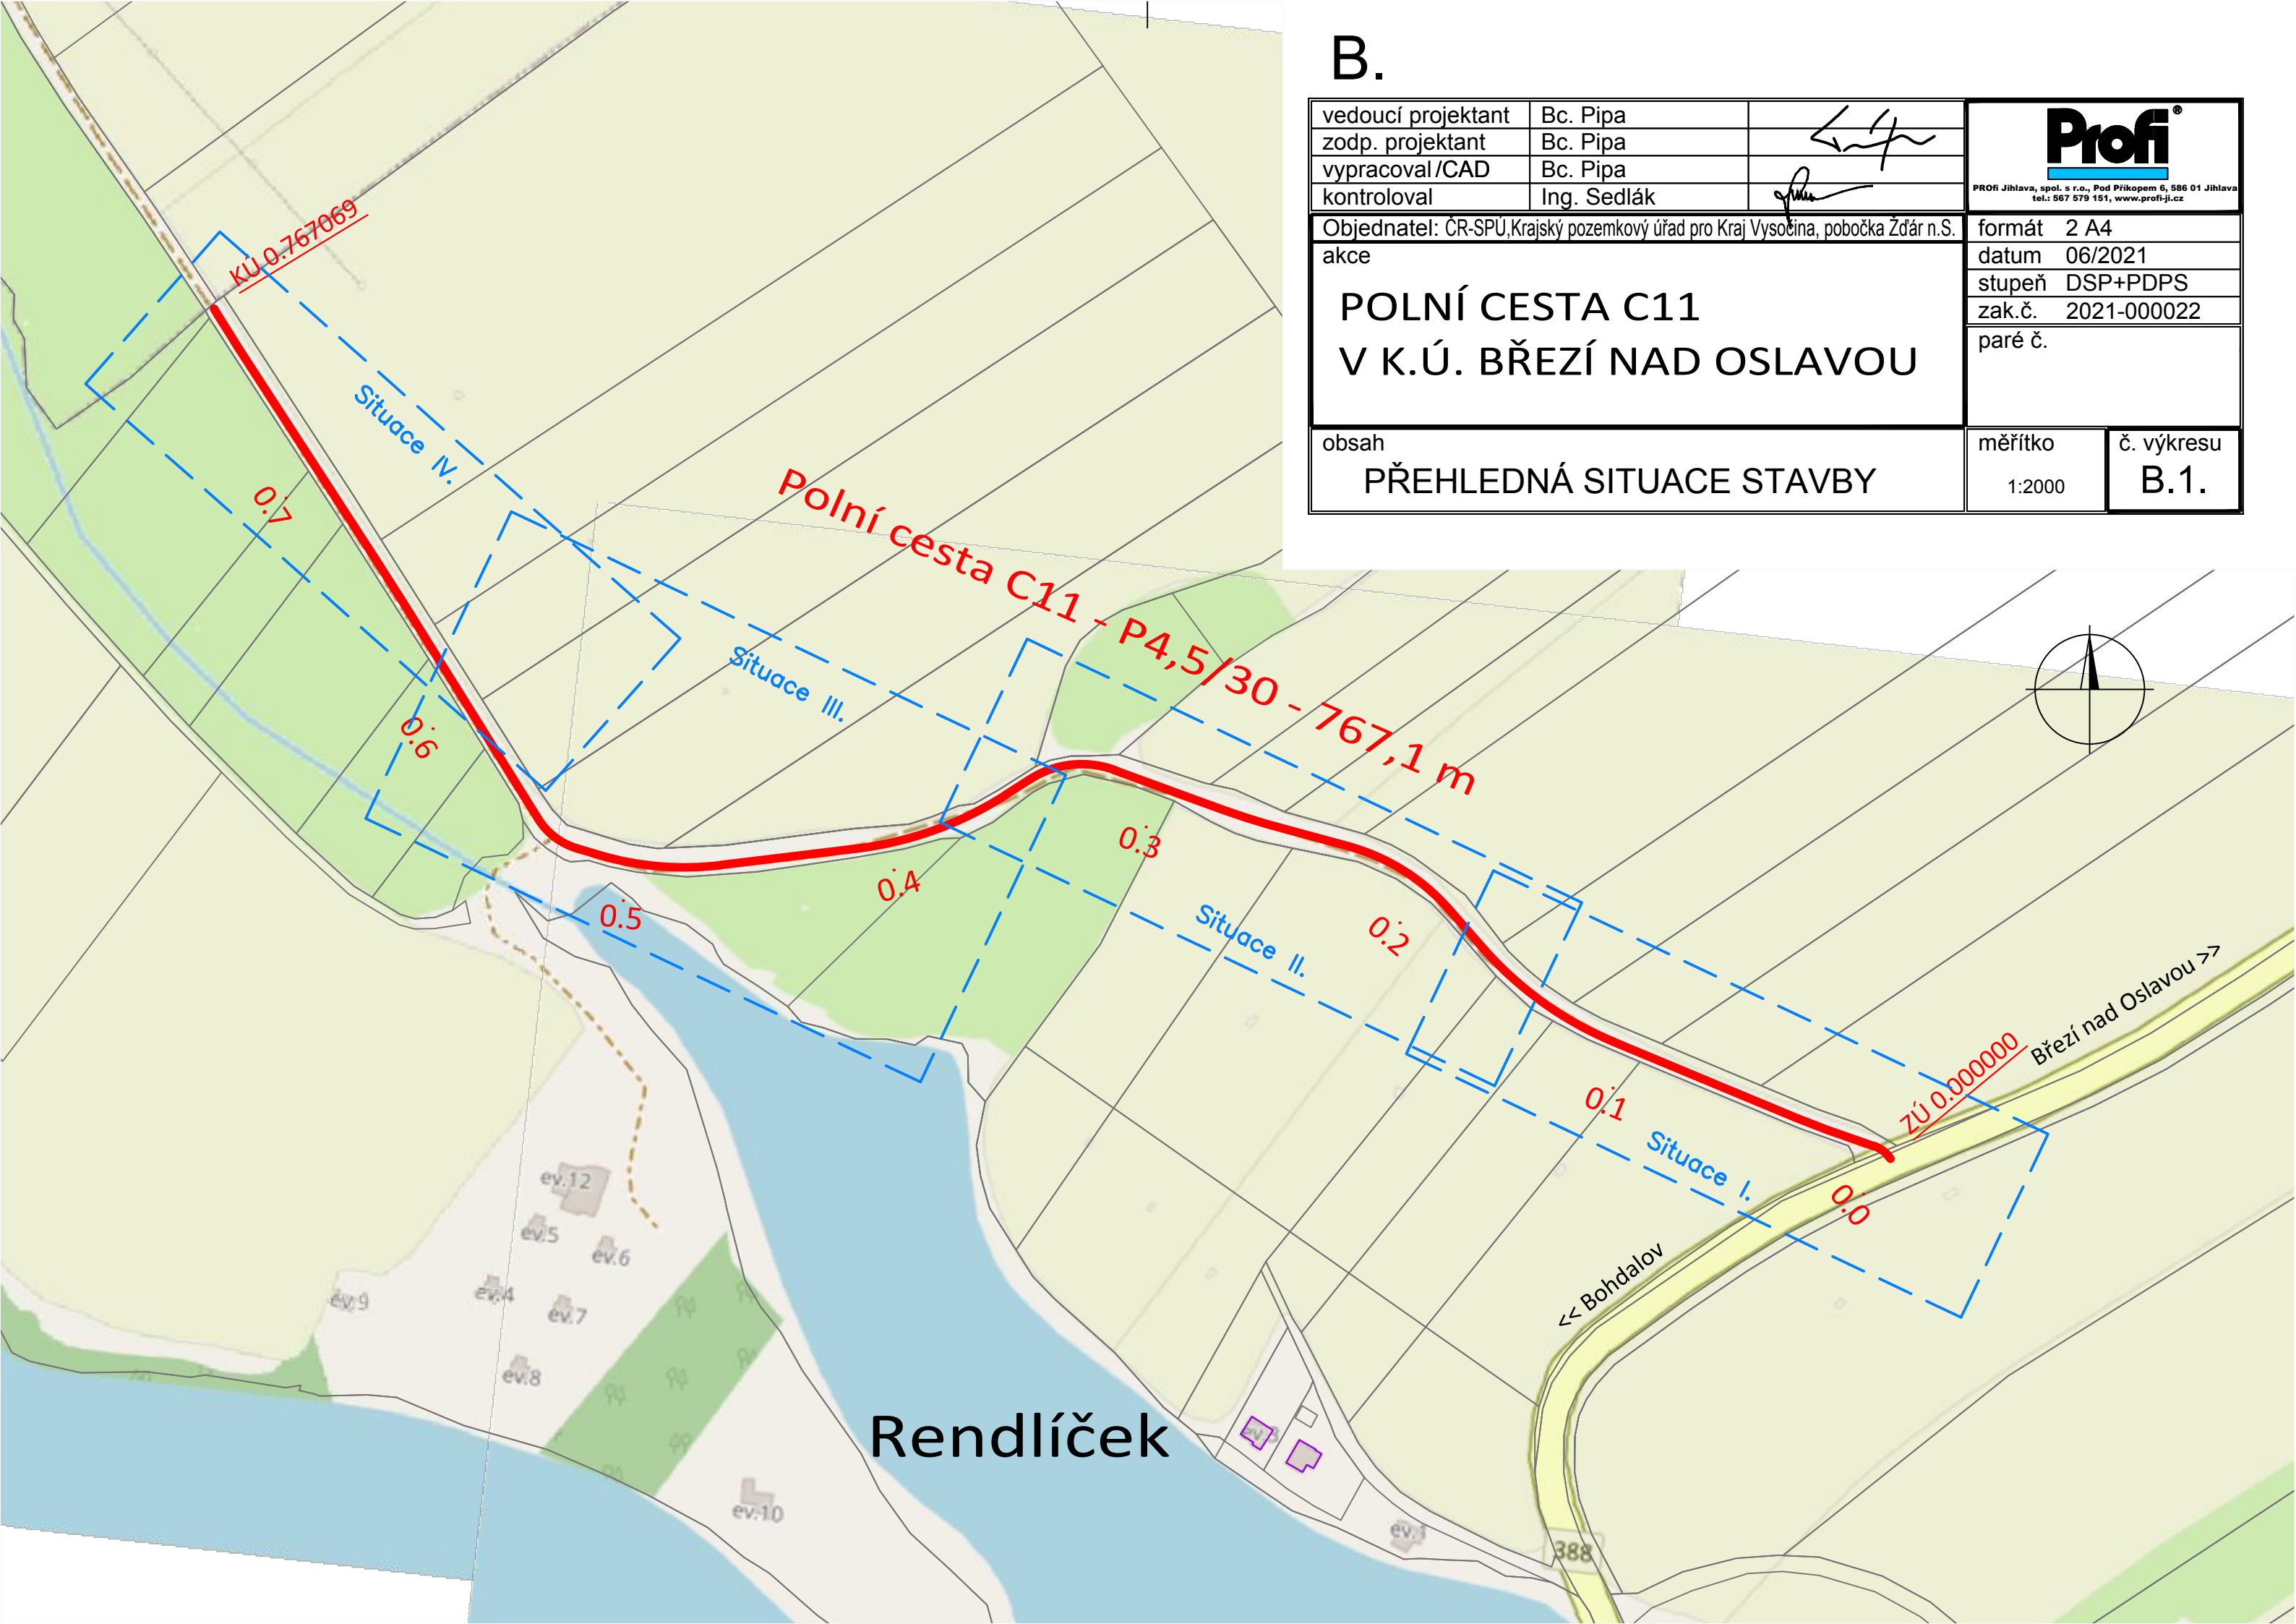 B.
vedoucí projektant Bc. Pipa
zodp. projektant Bc. Pipa
vypracoval/CAD Bc. Pipa
kontroloval Ing. Sedlák
Profi®
PROfi Jihlava, spol. s r.o., Pod Příkopem 6, 586 01 Jihlava
tel.: 567 579 151, www.profi-ji.cz
Objednatel: ČR-SPÚ,Krajský pozemkový úřad pro Kraj Vysočina, pobočka Žďár n.S.
formát 2 A4
datum 06/2021
stupeň DSP+PDPS
zak.č. 2021-000022
paré č.
akce
POLNÍ CESTA C11
V K.Ú. BŘEZÍ NAD OSLAVOU
obsah
PŘEHLEDNÁ SITUACE STAVBY
měřítko
1:2000
č. výkresu
B.1.
KÚ 0.767069
Situace IV.
0.7
Polní cesta C11 - P4,5/30 - 767,1 m
Situace III.
0.6
0.5
0.4
0.3
Situace II.
0.2
0.1
Situace I.
ZÚ 0.000000
Březí nad Oslavou >>
0.0
<< Bohdalov
ev.12
ev.5
ev.6
ev.4
ev.9
ev.7
ev.8
Rendlíček
ev.3
ev.10
ev.1
388